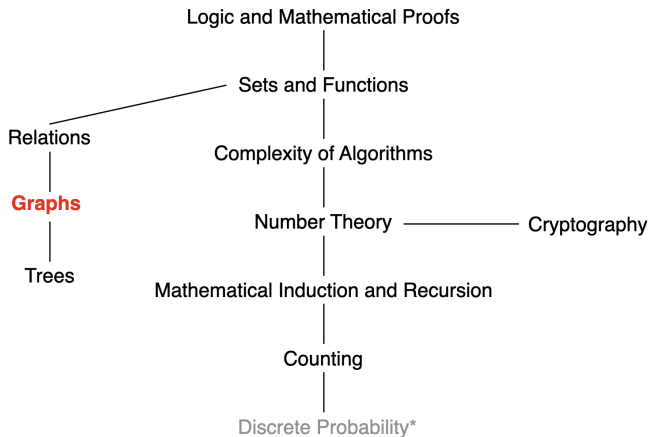 Logic and Mathematical Proofs
Sets and Functions
Relations
Complexity of Algorithms
Graphs
Number Theory
Cryptography
Trees
Mathematical Induction and Recursion
Counting
Discrete Probability*